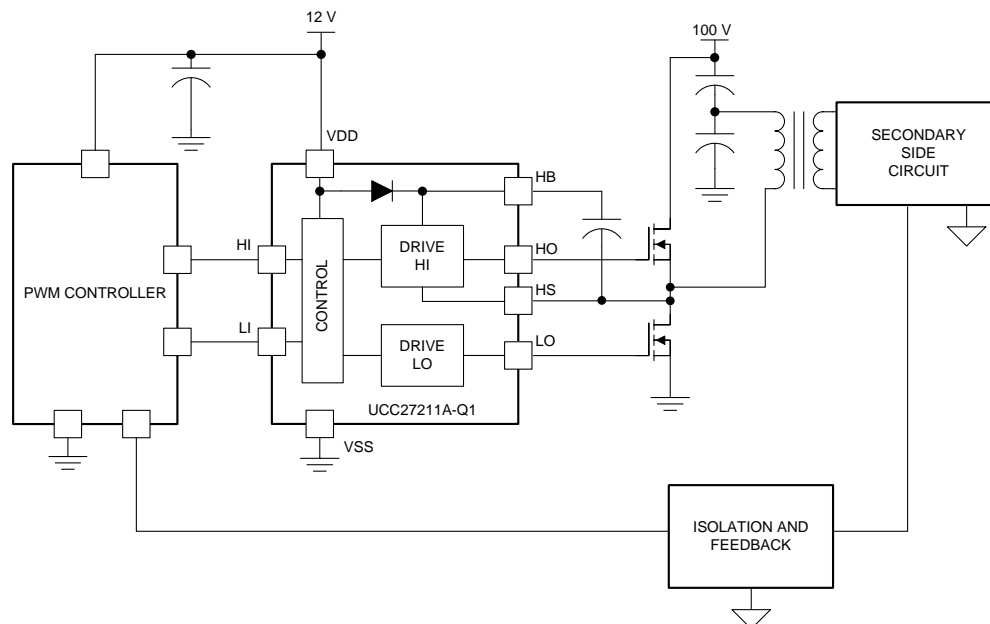 12 V
100 V
VDD
SECONDARY
SIDE
CIRCUIT
HB
HI
DRIVE
HI
HO
PWM CONTROLLER
CONTROL
HS
LI
DRIVE
LO
LO
UCC27211A-Q1
VSS
ISOLATION AND
FEEDBACK